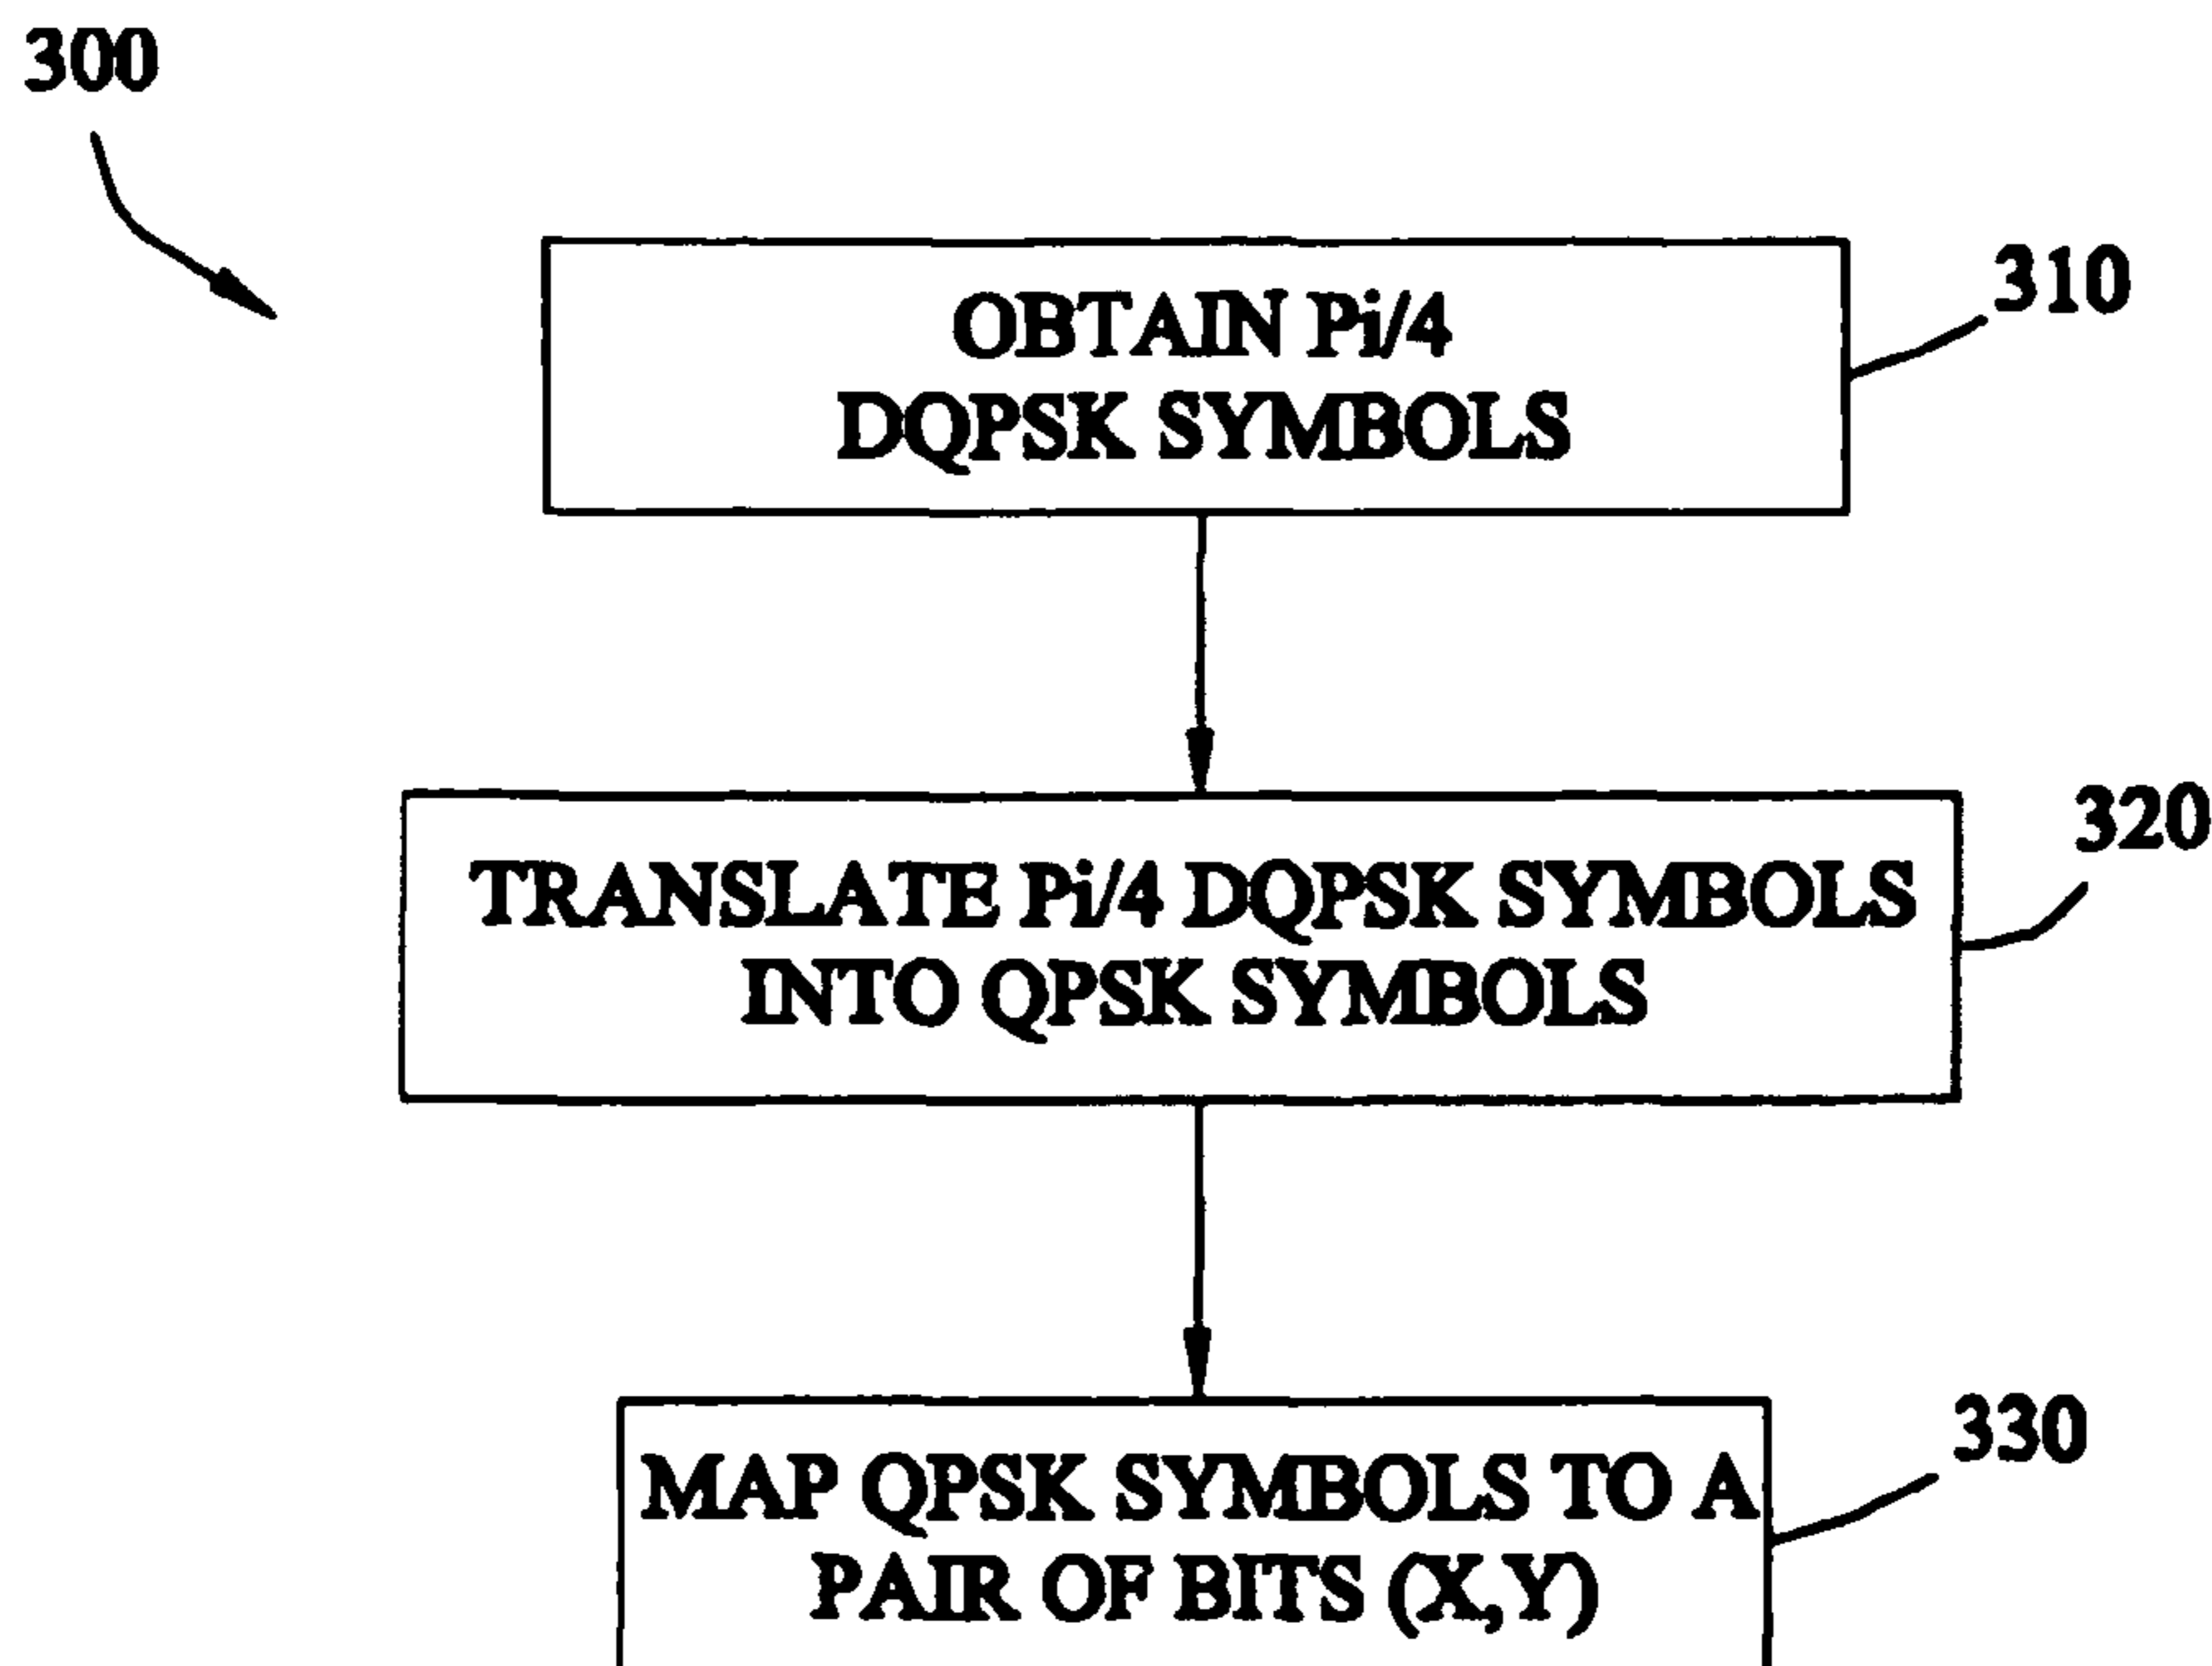 300
310
OBTAIN Pi/4
DQPSK SYMBOLS
320
TRANSLATE Pi/4 DQPSK SYMBOLS
INTO QPSK SYMBOLS
330
MAP QPSK SYMBOLS TO A
PAIR OF BITS (X,Y)